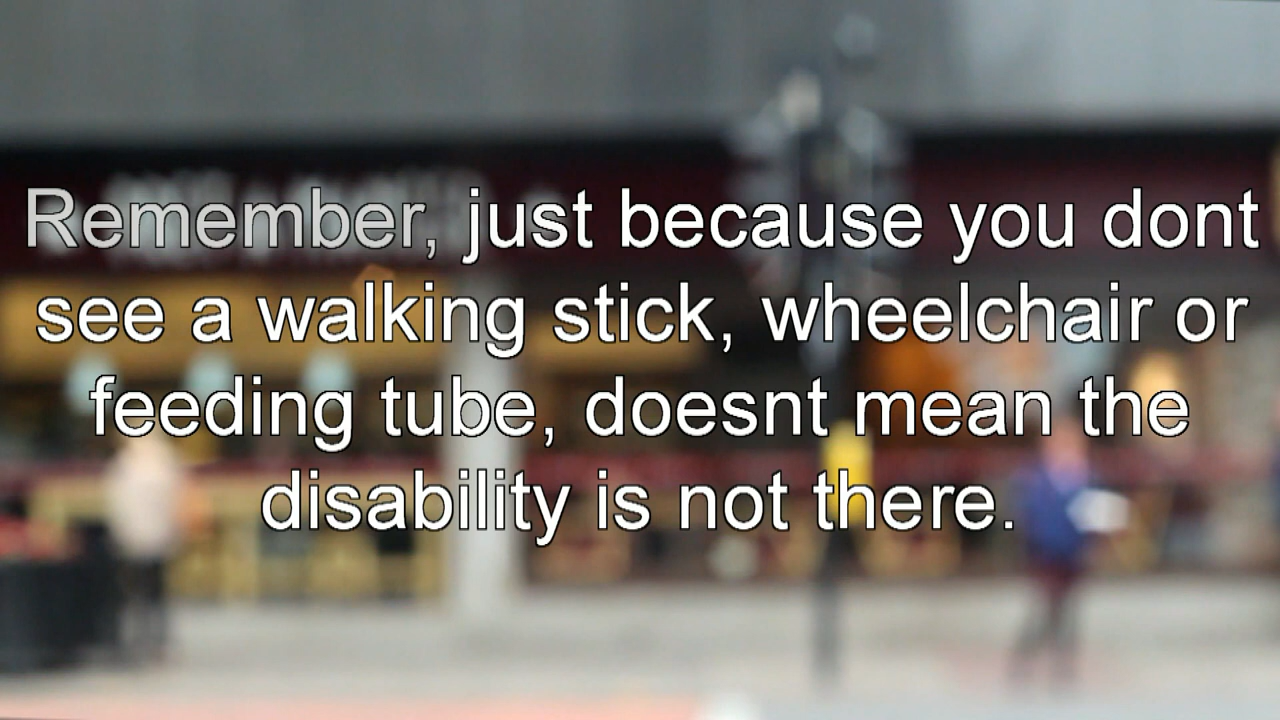 Remember, just because you dont
see a walking stick, wheelchair or
feeding tube, doesnt mean the
disability is not there.